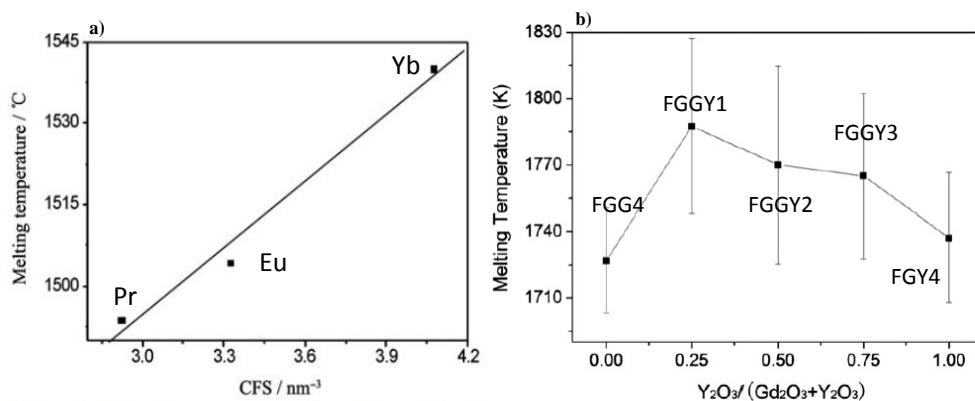 a)
Melting temperature / ℃
1545
1530
1515
1500
Yb
Eu
Pr
3.0
3.3
3.6
3.9
4.2
CFS / nm⁻³
b)
Melting Temperature (K)
1830
1800
1770
1740
1710
FGGY1
FGGY3
FGG4
FGGY2
FGY4
0.00
0.25
0.50
0.75
1.00
Y₂O₃/(Gd₂O₃+Y₂O₃)